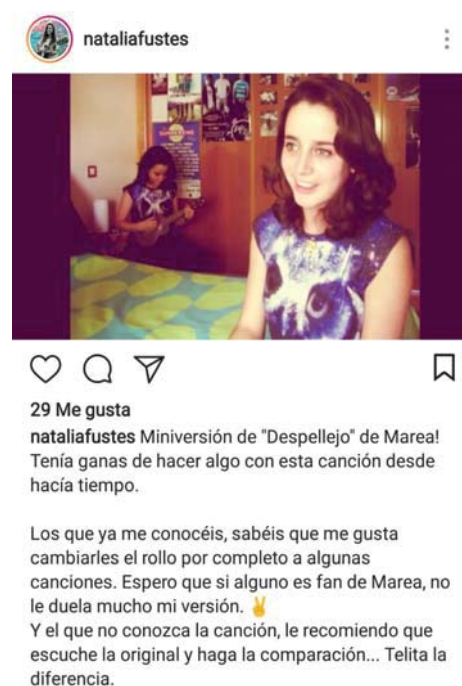 nataliafustes
29 Me gusta
nataliafustes Miniversión de "Despellejo" de Marea!
Tenía ganas de hacer algo con esta canción desde
hacía tiempo.
Los que ya me conocéis, sabéis que me gusta
cambiarles el rollo por completo a algunas
canciones. Espero que si alguno es fan de Marea, no
le duela mucho mi versión. ✌
Y el que no conozca la canción, le recomiendo que
escuche la original y haga la comparación... Telita la
diferencia.